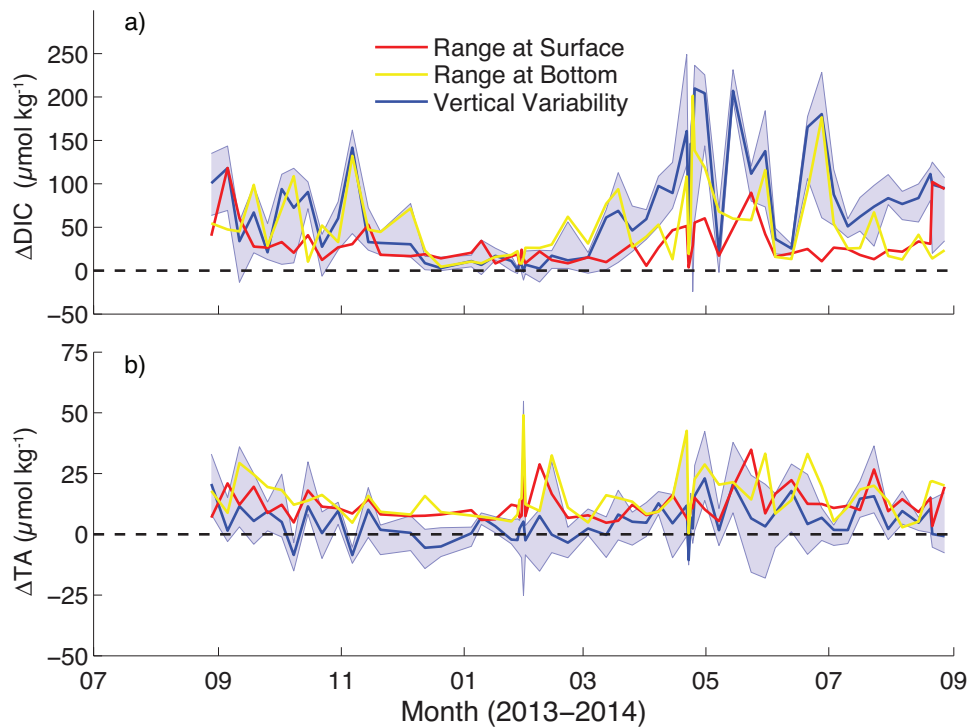 a)
Range at Surface
Range at Bottom
Vertical Variability
ΔDIC (µmol kg⁻¹)
250
200
150
100
50
0
−50
b)
ΔTA (µmol kg⁻¹)
75
50
25
0
−25
−50
07 09 11 01 03 05 07 09
Month (2013−2014)